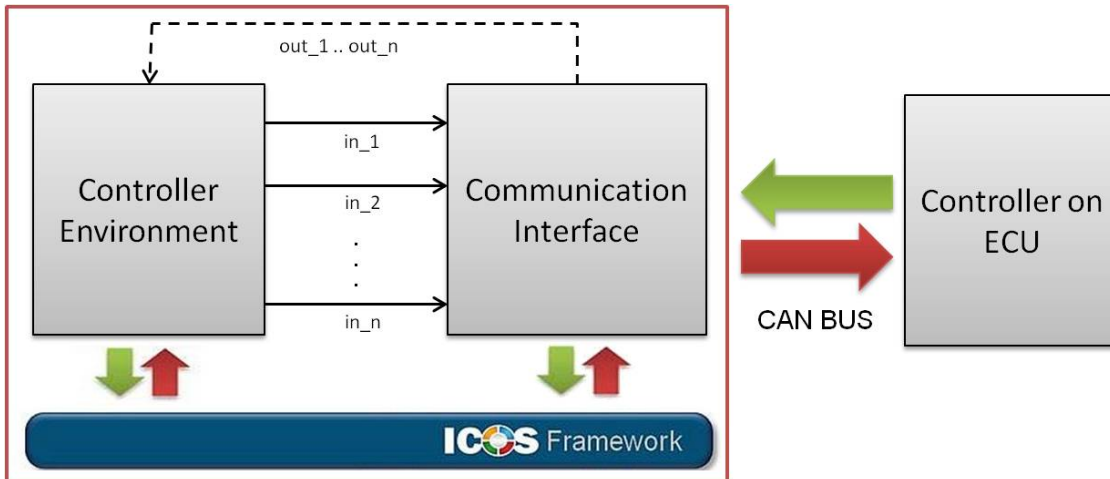 out_1 .. out_n
Controller
Environment
in_1
in_2
.
.
.
in_n
Communication
Interface
Controller on
ECU
CAN BUS
ICOS Framework